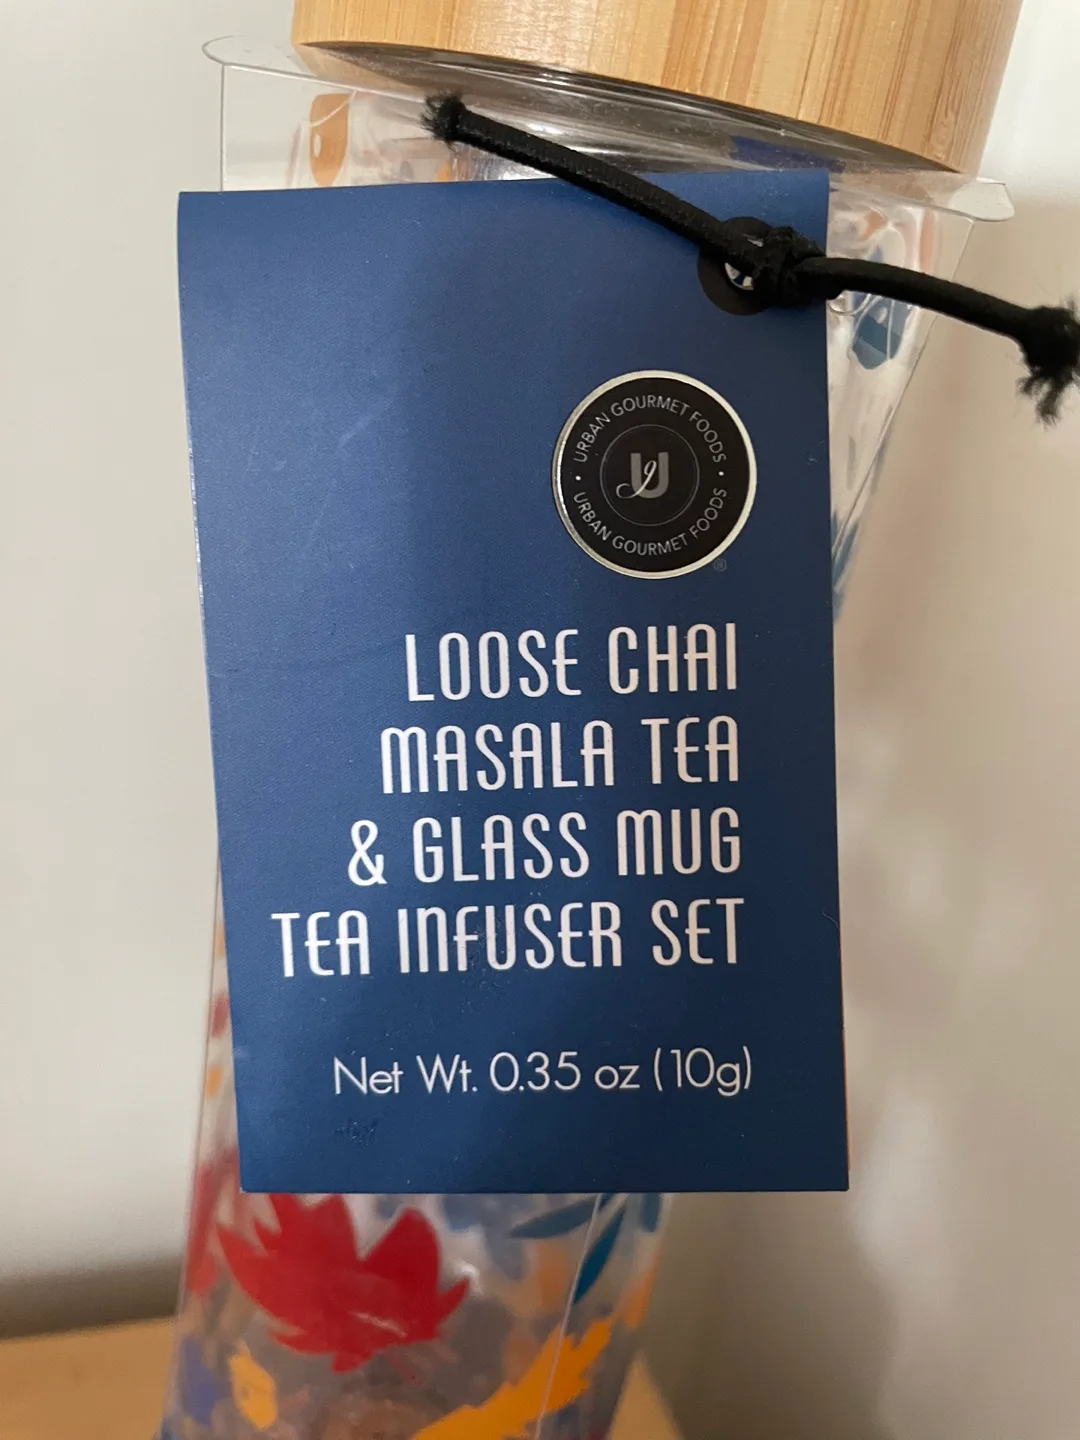 URBAN GOURMET FOODS
Ug
URBAN GOURMET FOODS
®
LOOSE CHAI
MASALA TEA
& GLASS MUG
TEA INFUSER SET
Net Wt. 0.35 oz (10g)